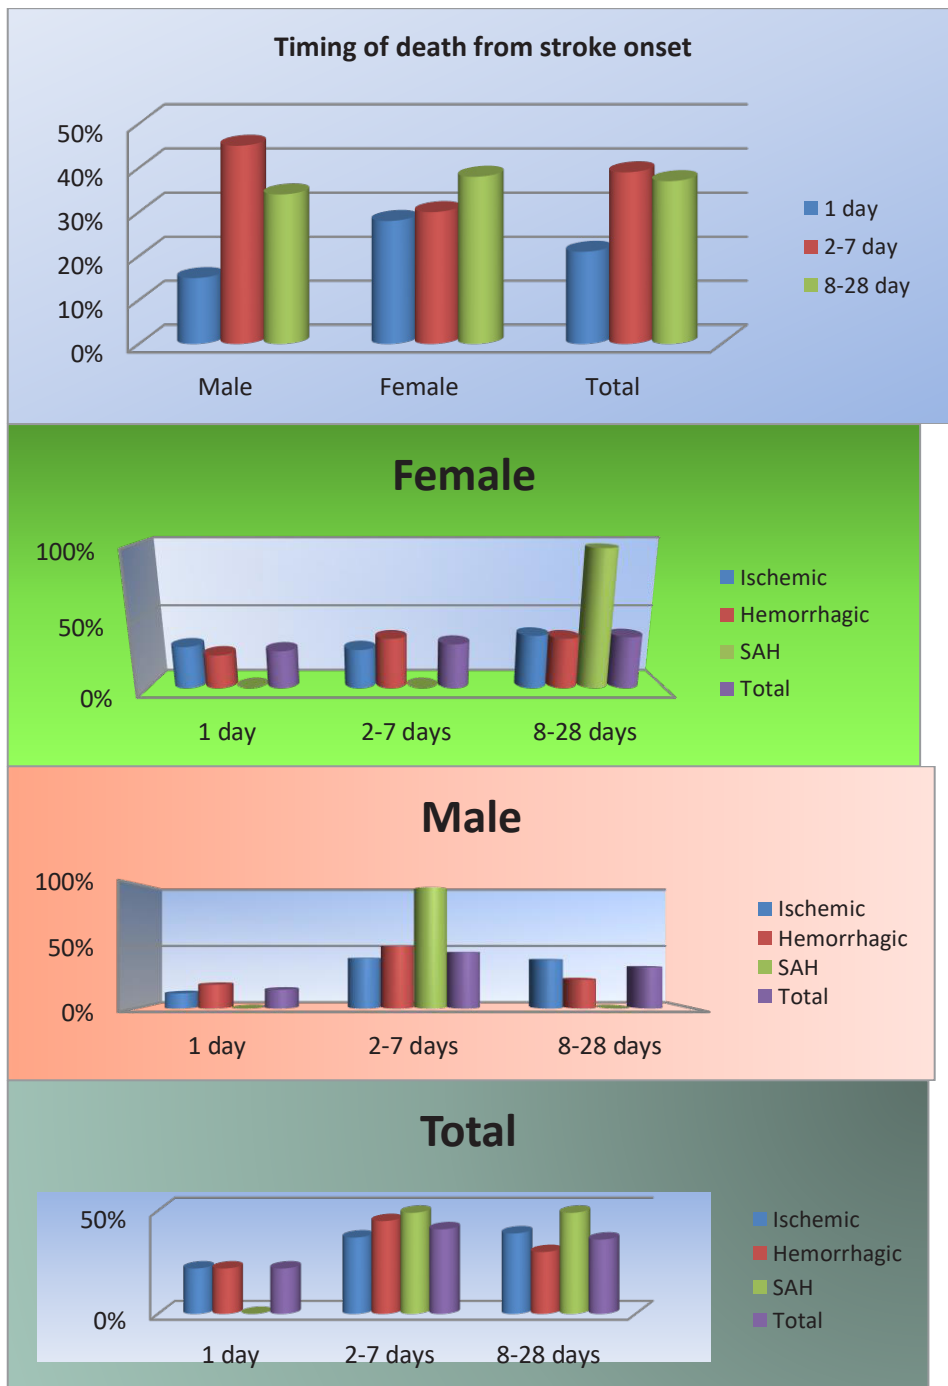 Timing of death from stroke onset
50%
40%
30%
20%
10%
0%
Male Female Total
1 day
2-7 day
8-28 day
Female
100%
50%
0%
1 day 2-7 days 8-28 days
Ischemic
Hemorrhagic
SAH
Total
Male
100%
50%
0%
1 day 2-7 days 8-28 days
Ischemic
Hemorrhagic
SAH
Total
Total
50%
0%
1 day 2-7 days 8-28 days
Ischemic
Hemorrhagic
SAH
Total